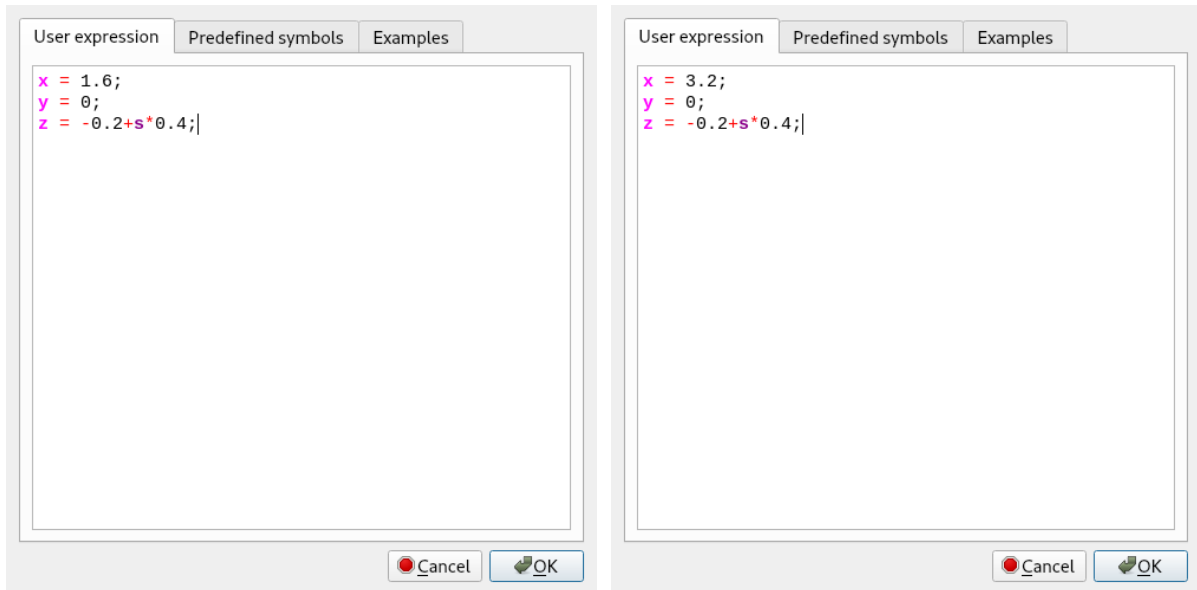 User expression Predefined symbols Examples
x = 1.6;
y = 0;
z = -0.2+s*0.4;
Cancel OK
User expression Predefined symbols Examples
x = 3.2;
y = 0;
z = -0.2+s*0.4;
Cancel OK